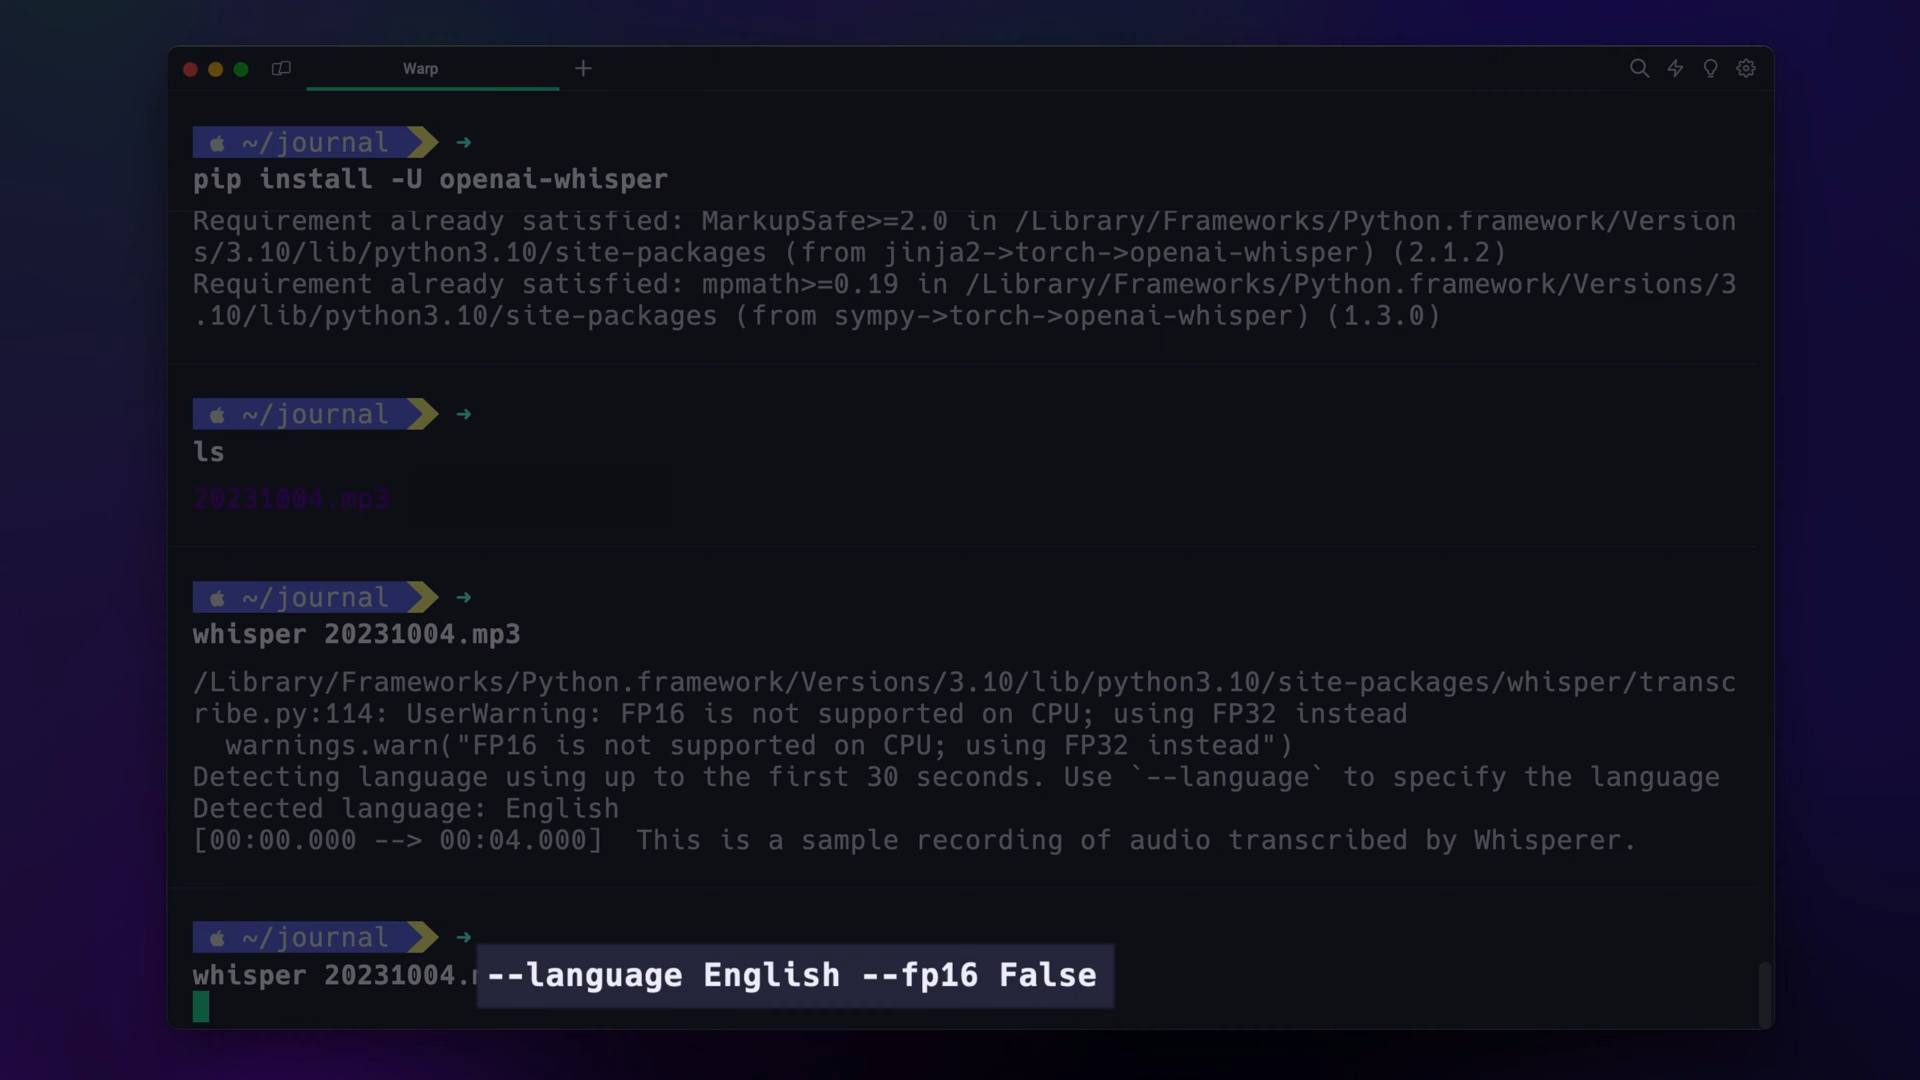 Warp
~/journal ➜
pip install -U openai-whisper
Requirement already satisfied: MarkupSafe>=2.0 in /Library/Frameworks/Python.framework/Version
s/3.10/lib/python3.10/site-packages (from jinja2->torch->openai-whisper) (2.1.2)
Requirement already satisfied: mpmath>=0.19 in /Library/Frameworks/Python.framework/Versions/3
.10/lib/python3.10/site-packages (from sympy->torch->openai-whisper) (1.3.0)
~/journal ➜
ls
20231004.mp3
~/journal ➜
whisper 20231004.mp3
/Library/Frameworks/Python.framework/Versions/3.10/lib/python3.10/site-packages/whisper/transc
ribe.py:114: UserWarning: FP16 is not supported on CPU; using FP32 instead
  warnings.warn("FP16 is not supported on CPU; using FP32 instead")
Detecting language using up to the first 30 seconds. Use `--language` to specify the language
Detected language: English
[00:00.000 --> 00:04.000]  This is a sample recording of audio transcribed by Whisperer.
~/journal ➜
whisper 20231004. --language English --fp16 False